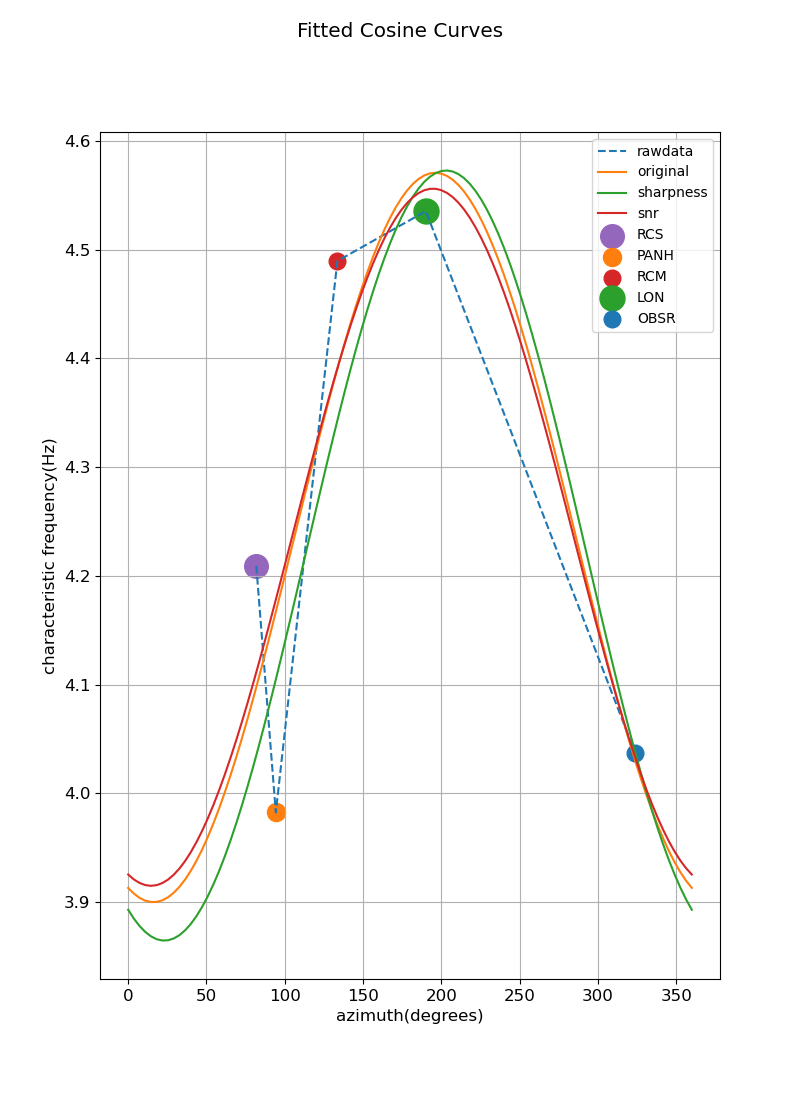 Fitted Cosine Curves
4.6
4.5
4.4
4.3
4.2
4.1
4.0
3.9
characteristic frequency(Hz)
rawdata
original
sharpness
snr
RCS
PANH
RCM
LON
OBSR
0 50 100 150 200 250 300 350
azimuth(degrees)